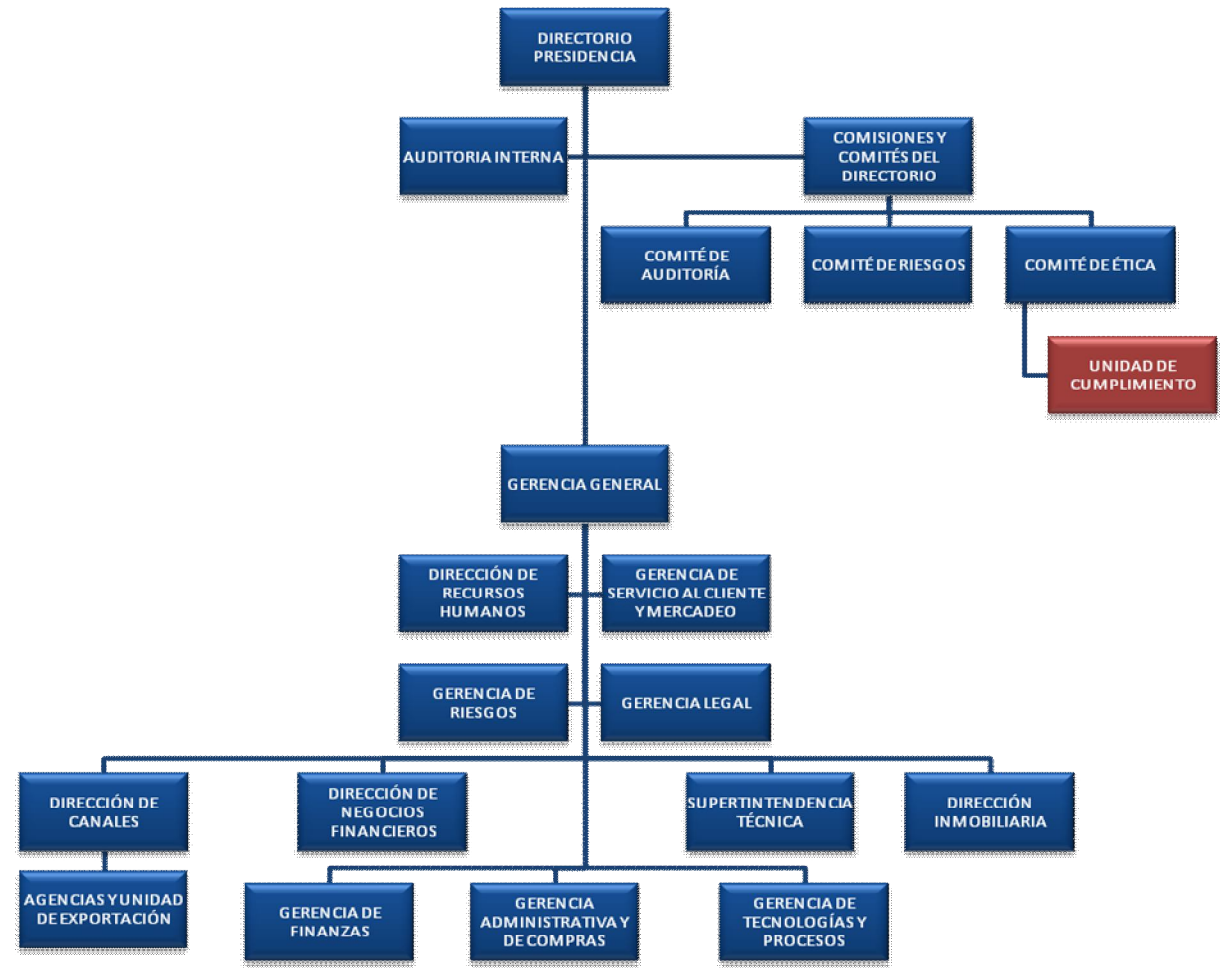 DIRECTORIO
PRESIDENCIA
AUDITORIA INTERNA
COMISIONES Y
COMITÉS DEL
DIRECTORIO
COMITÉ DE
AUDITORÍA
COMITÉ DE RIESGOS
COMITÉ DE ÉTICA
UNIDAD DE
CUMPLIMIENTO
GERENCIA GENERAL
DIRECCIÓN DE
RECURSOS
HUMANOS
GERENCIA DE
SERVICIO AL CLIENTE
Y MERCADEO
GERENCIA DE
RIESGOS
GERENCIA LEGAL
DIRECCIÓN DE
CANALES
DIRECCIÓN DE
NEGOCIOS
FINANCIEROS
SUPERTINTENDENCIA
TÉCNICA
DIRECCIÓN
INMOBILIARIA
AGENCIAS Y UNIDAD
DE EXPORTACIÓN
GERENCIA DE
FINANZAS
GERENCIA
ADMINISTRATIVA Y
DE COMPRAS
GERENCIA DE
TECNOLOGÍAS Y
PROCESOS